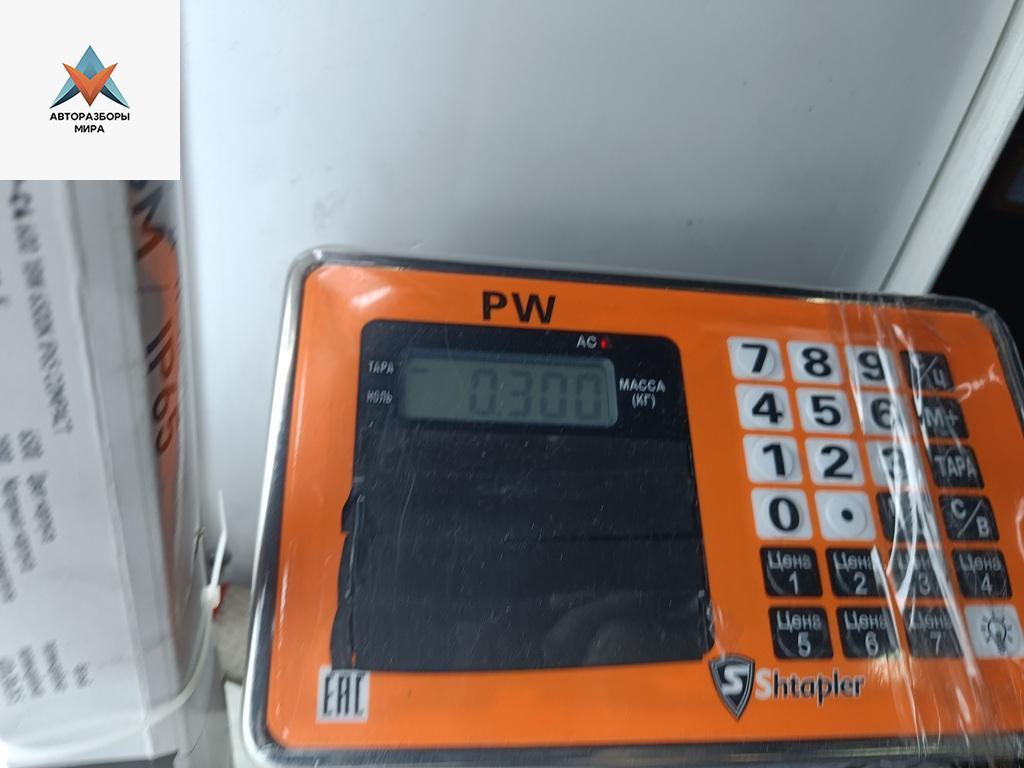 АВТОРАЗБОРЫ
МИРА
IP65
PW
AC
ТАРА
НОЛЬ
0.300
МАССА
(КГ)
7 8 9
4 5 6 М+
1 2 3 ТАРА
0 . С/В
Цена 1 Цена 2 Цена 3 Цена 4
Цена 5 Цена 6 Цена 7
EAC
S Shtapler